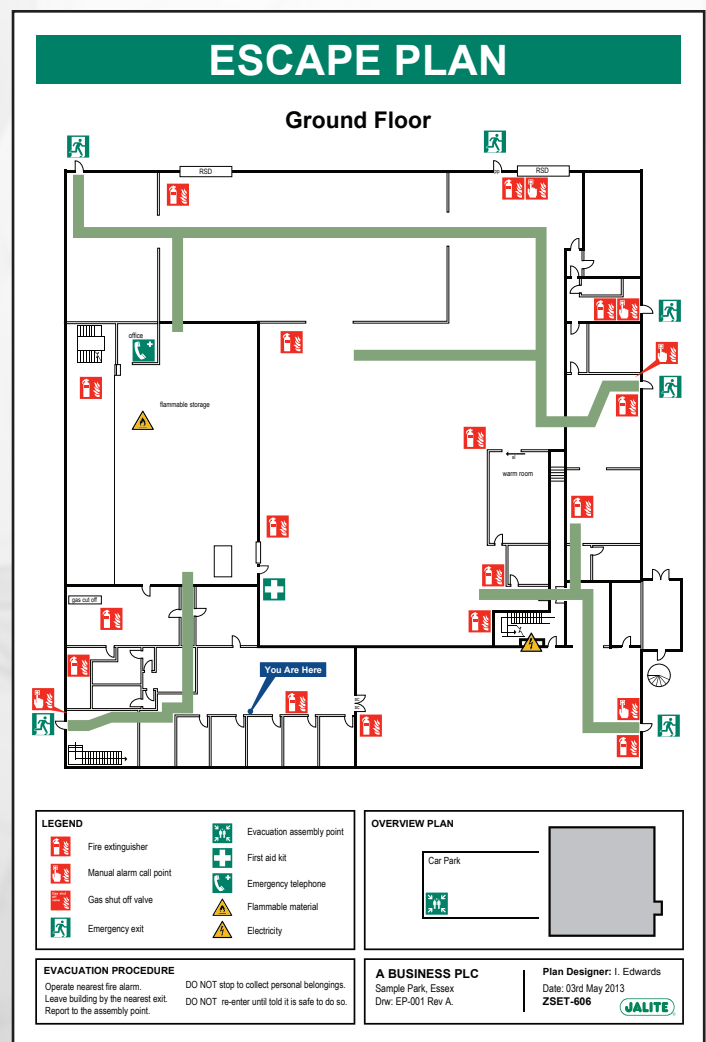 ESCAPE PLAN
Ground Floor
RSD
RSD
office
flammable storage
warm room
gas cut off
You Are Here
LEGEND
Fire extinguisher
Manual alarm call point
Gas shut off valve
Emergency exit
Evacuation assembly point
First aid kit
Emergency telephone
Flammable material
Electricity
OVERVIEW PLAN
Car Park
EVACUATION PROCEDURE
Operate nearest fire alarm.
Leave building by the nearest exit.
Report to the assembly point.
DO NOT stop to collect personal belongings.
DO NOT re-enter until told it is safe to do so.
A BUSINESS PLC
Sample Park, Essex
Drw: EP-001 Rev A.
Plan Designer: I. Edwards
Date: 03rd May 2013
ZSET-606
JALITE